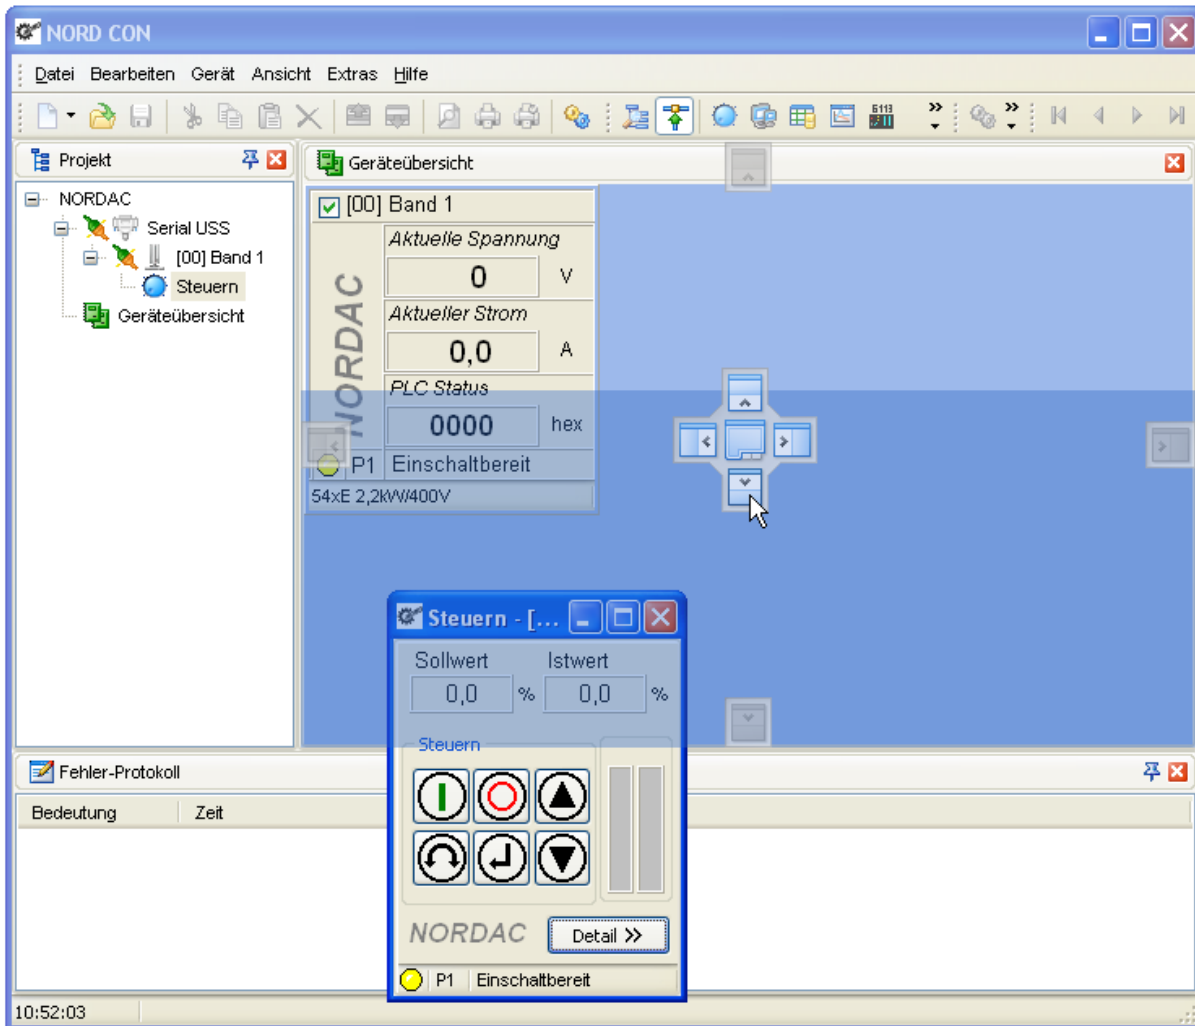 NORD CON
Datei Bearbeiten Gerät Ansicht Extras Hilfe
6113
Projekt
NORDAC
Serial USS
[00] Band 1
Steuern
Geräteübersicht
Geräteübersicht
[00] Band 1
NORDAC
Aktuelle Spannung
0 V
Aktueller Strom
0,0 A
PLC Status
0000 hex
P1 Einschaltbereit
54xE 2,2kW/400V
Steuern - [...
Sollwert Istwert
0,0 % 0,0 %
Steuern
NORDAC Detail >>
P1 Einschaltbereit
Fehler-Protokoll
Bedeutung Zeit
10:52:03